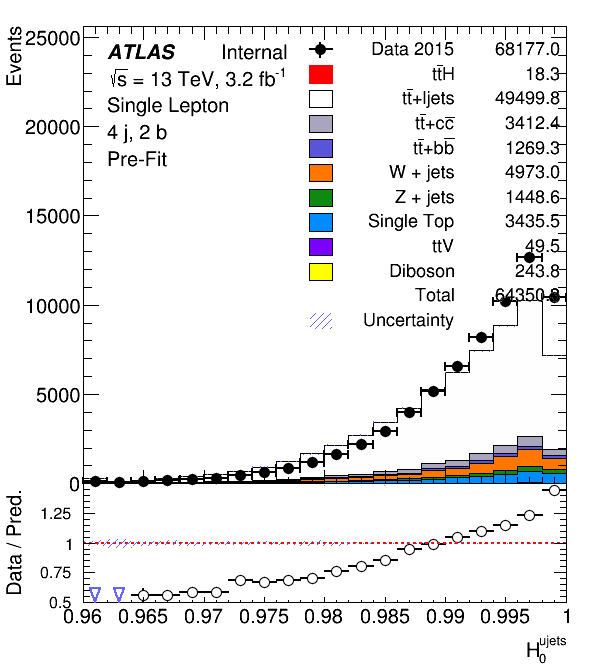 Events
25000
20000
15000
10000
5000
0
ATLAS Internal
√s = 13 TeV, 3.2 fb⁻¹
Single Lepton
4 j, 2 b
Pre-Fit
Data 2015 68177.0
tt̄H 18.3
tt̄+ljets 49499.8
tt̄+cc̄ 3412.4
tt̄+bb̄ 1269.3
W + jets 4973.0
Z + jets 1448.6
Single Top 3435.5
ttV 49.5
Diboson 243.8
Total 64350.8
Uncertainty
Data / Pred.
1.25
1
0.75
0.5
0.96 0.965 0.97 0.975 0.98 0.985 0.99 0.995 1
H₀ᵘʲᵉᵗˢ